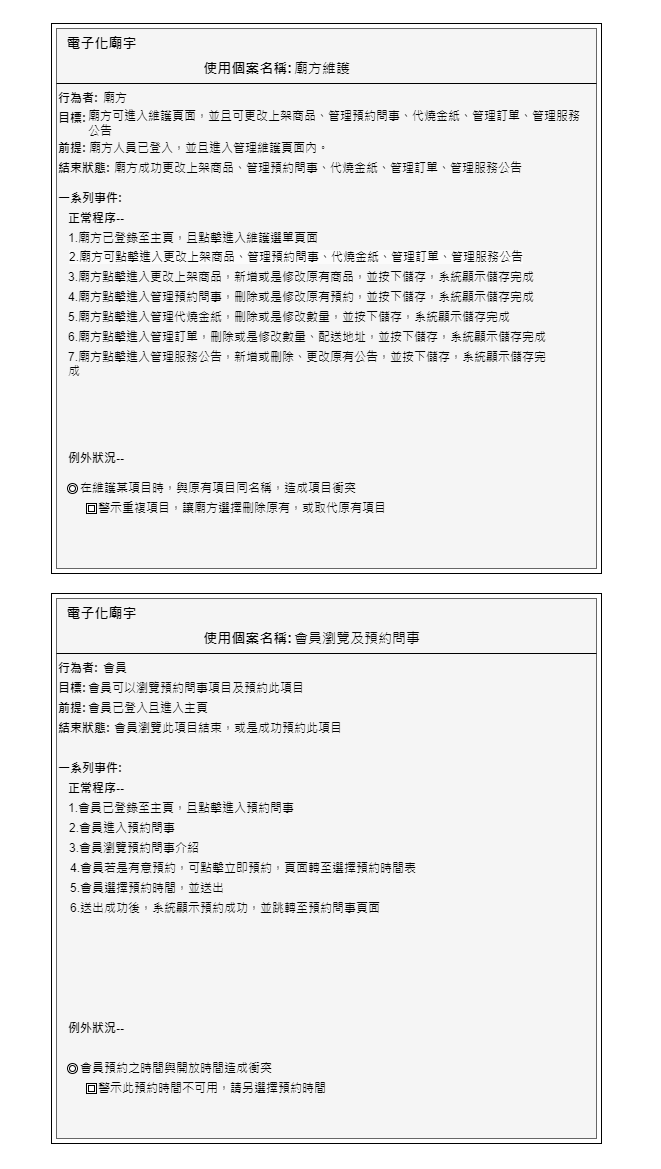 電子化廟宇
使用個案名稱: 廟方維護
行為者: 廟方
目標: 廟方可進入維護頁面，並且可更改上架商品、管理預約問事、代燒金紙、管理訂單、管理服務
公告
前提: 廟方人員已登入，並且進入管理維護頁面內。
結束狀態: 廟方成功更改上架商品、管理預約問事、代燒金紙、管理訂單、管理服務公告
一系列事件:
正常程序--
1.廟方已登錄至主頁，且點擊進入維護選單頁面
2.廟方可點擊進入更改上架商品、管理預約問事、代燒金紙、管理訂單、管理服務公告
3.廟方點擊進入更改上架商品，新增或是修改原有商品，並按下儲存，系統顯示儲存完成
4.廟方點擊進入管理預約問事，刪除或是修改原有預約，並按下儲存，系統顯示儲存完成
5.廟方點擊進入管理代燒金紙，刪除或是修改數量，並按下儲存，系統顯示儲存完成
6.廟方點擊進入管理訂單，刪除或是修改數量、配送地址，並按下儲存，系統顯示儲存完成
7.廟方點擊進入管理服務公告，新增或刪除、更改原有公告，並按下儲存，系統顯示儲存完
成
例外狀況--
◎在維護某項目時，與原有項目同名稱，造成項目衝突
回警示重複項目，讓廟方選擇刪除原有，或取代原有項目
電子化廟宇
使用個案名稱: 會員瀏覽及預約問事
行為者: 會員
目標: 會員可以瀏覽預約問事項目及預約此項目
前提: 會員已登入且進入主頁
結束狀態: 會員瀏覽此項目結束，或是成功預約此項目
一系列事件:
正常程序--
1.會員已登錄至主頁，且點擊進入預約問事
2.會員進入預約問事
3.會員瀏覽預約問事介紹
4.會員若是有意預約，可點擊立即預約，頁面轉至選擇預約時間表
5.會員選擇預約時間，並送出
6.送出成功後，系統顯示預約成功，並跳轉至預約問事頁面
例外狀況--
◎會員預約之時間與開放時間造成衝突
回警示此預約時間不可用，請另選擇預約時間